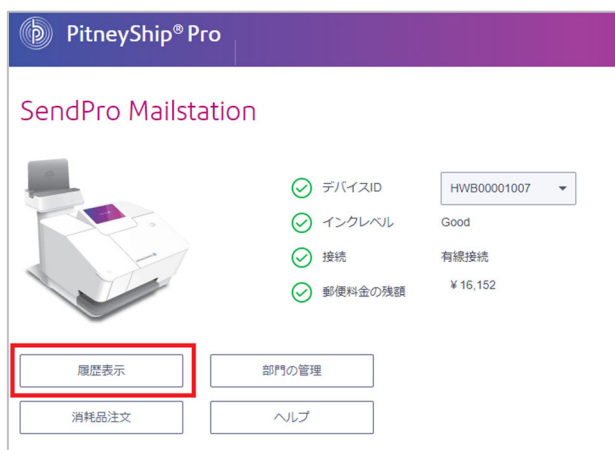 PitneyShip® Pro
SendPro Mailstation
デバイスID HWB00001007
インクレベル Good
接続 有線接続
郵便料金の残額 ¥ 16,152
履歴表示 部門の管理
消耗品注文 ヘルプ